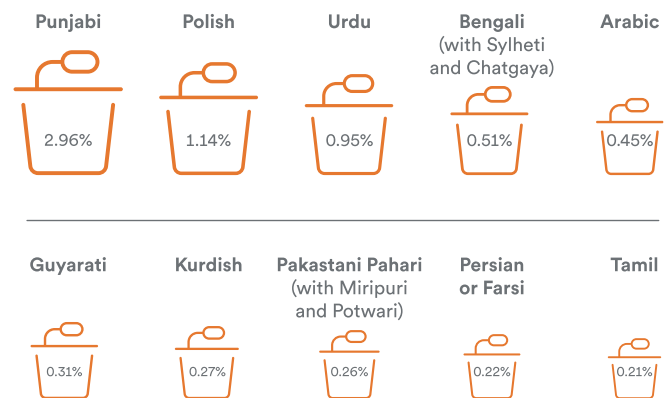 Punjabi Polish Urdu Bengali Arabic
(with Sylheti
and Chatgaya)
2.96% 1.14% 0.95% 0.51% 0.45%
Guyarati Kurdish Pakastani Pahari Persian Tamil
(with Miripuri or Farsi
and Potwari)
0.31% 0.27% 0.26% 0.22% 0.21%